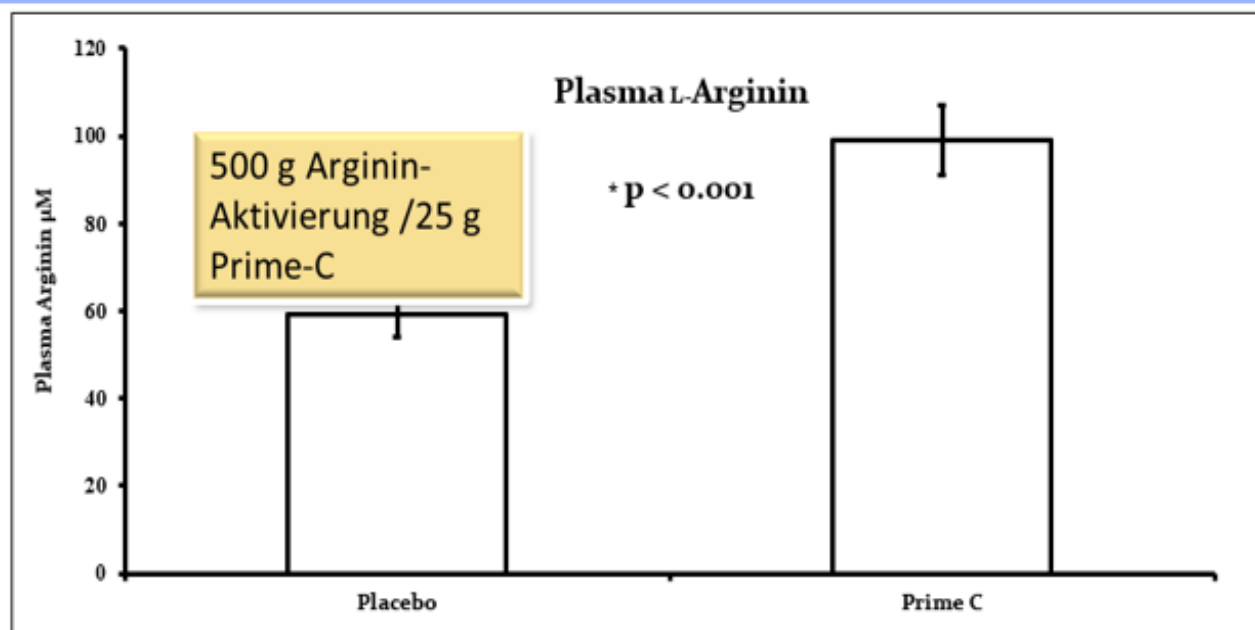 120
Plasma L-Arginin
100
500 g Arginin-
Aktivierung /25 g
Prime-C
* p < 0.001
80
Plasma Arginin µM
60
40
20
0
Placebo
Prime C